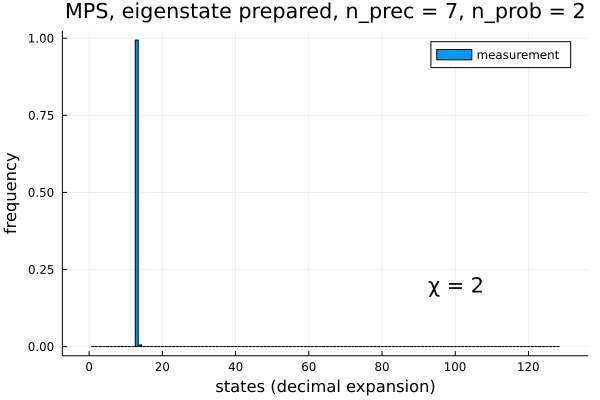 MPS, eigenstate prepared, n_prec = 7, n_prob = 2
measurement
1.00
0.75
0.50
0.25
0.00
frequency
χ = 2
0 20 40 60 80 100 120
states (decimal expansion)